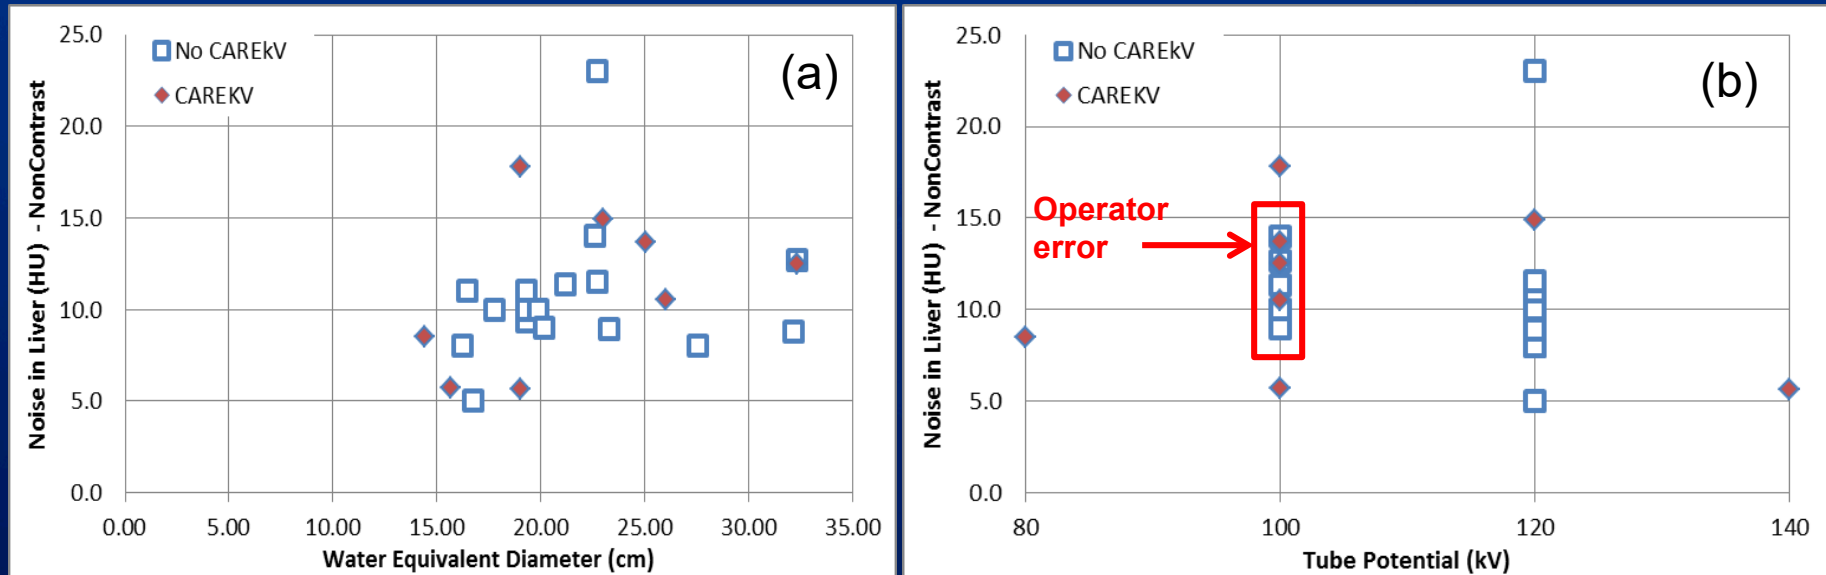 Noise in Liver (HU) - NonContrast
25.0
20.0
15.0
10.0
5.0
0.0
No CAREkV
CAREKV
(a)
0.00 5.00 10.00 15.00 20.00 25.00 30.00 35.00
Water Equivalent Diameter (cm)
Noise in Liver (HU) - NonContrast
25.0
20.0
15.0
10.0
5.0
0.0
No CAREkV
CAREKV
(b)
Operator
error
80 100 120 140
Tube Potential (kV)